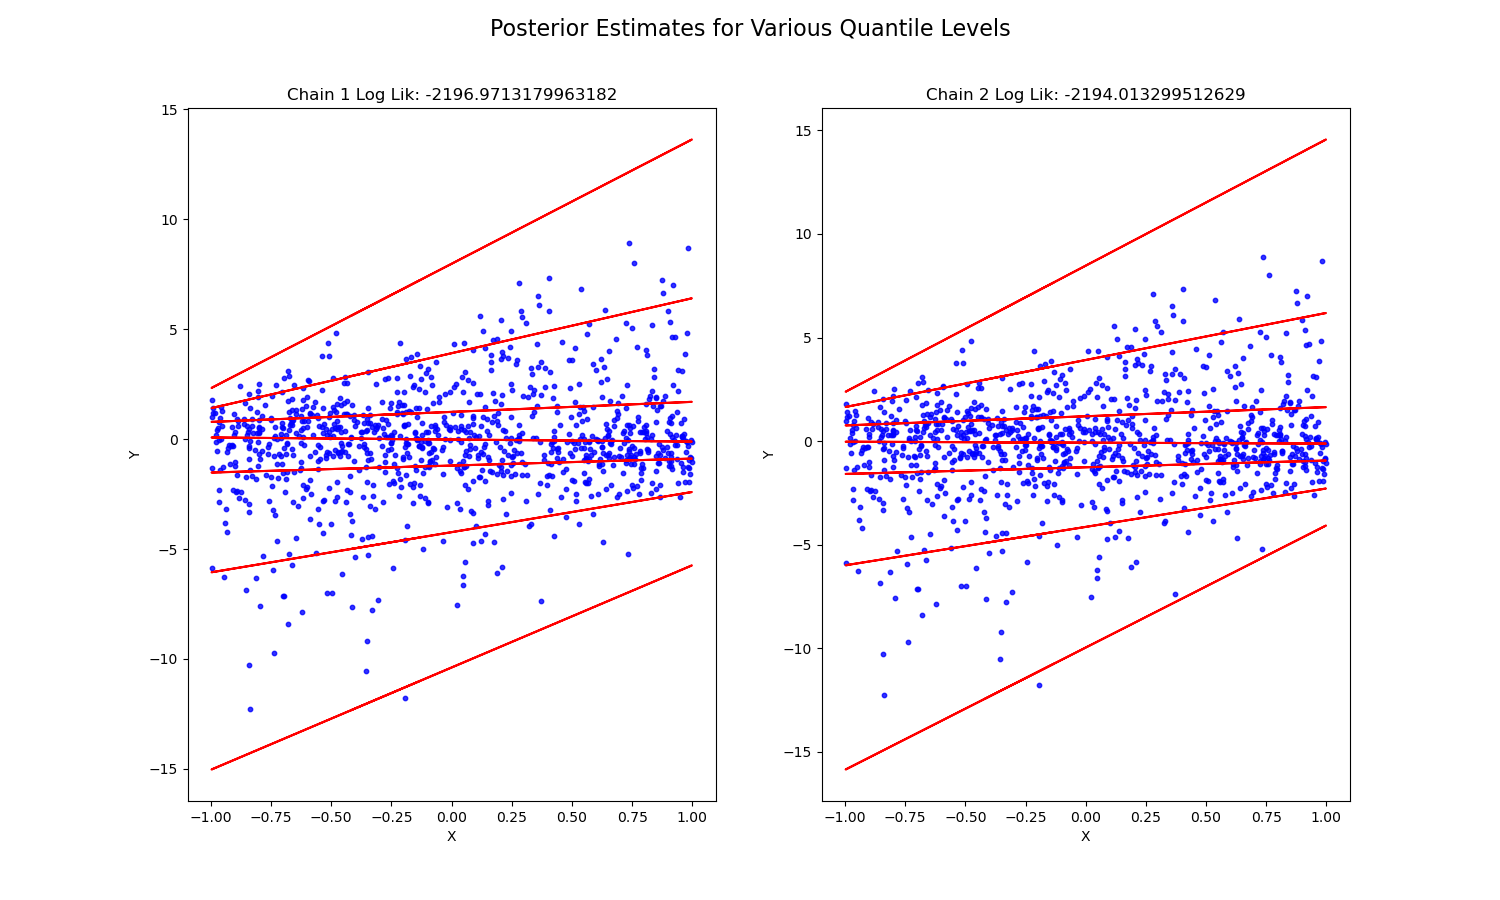 Posterior Estimates for Various Quantile Levels
Chain 1 Log Lik: -2196.9713179963182
15
10
5
0
−5
−10
−15
Y
−1.00 −0.75 −0.50 −0.25 0.00 0.25 0.50 0.75 1.00
X
Chain 2 Log Lik: -2194.013299512629
15
10
5
0
−5
−10
−15
Y
−1.00 −0.75 −0.50 −0.25 0.00 0.25 0.50 0.75 1.00
X